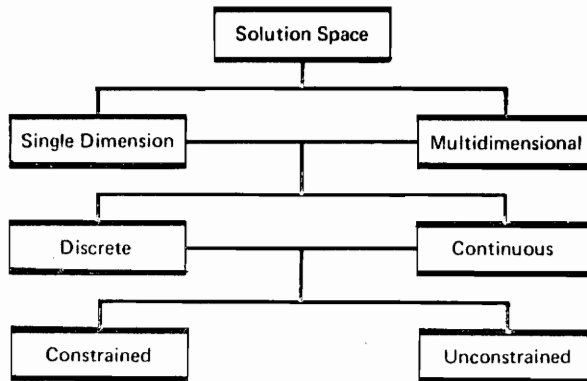 Solution Space
Single Dimension
Multidimensional
Discrete
Continuous
Constrained
Unconstrained